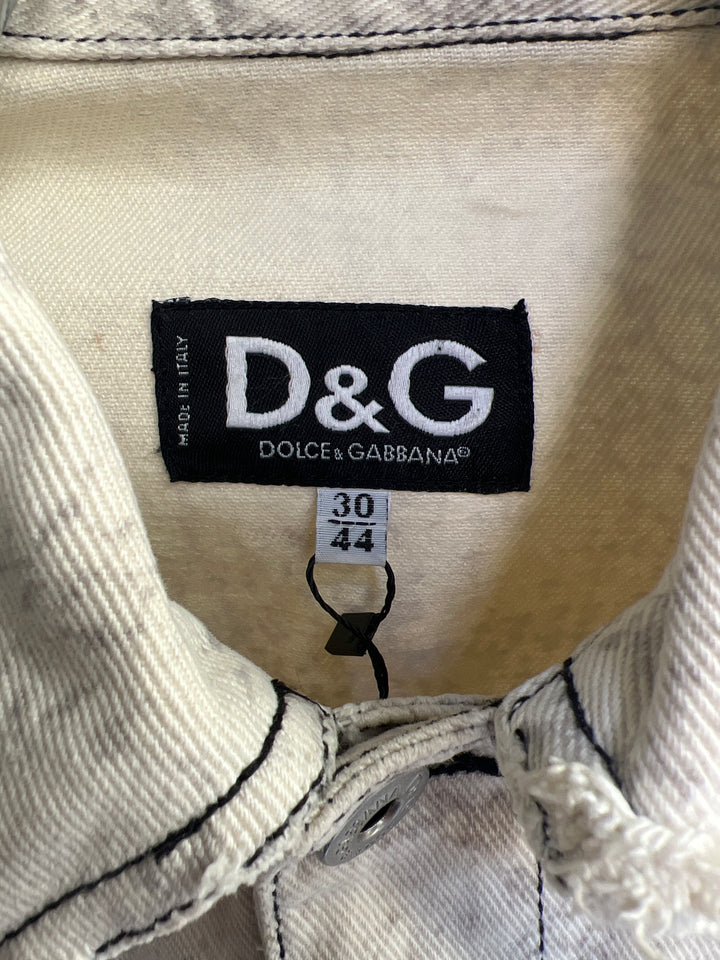 MADE IN ITALY
D&G
DOLCE & GABBANA®
30
44